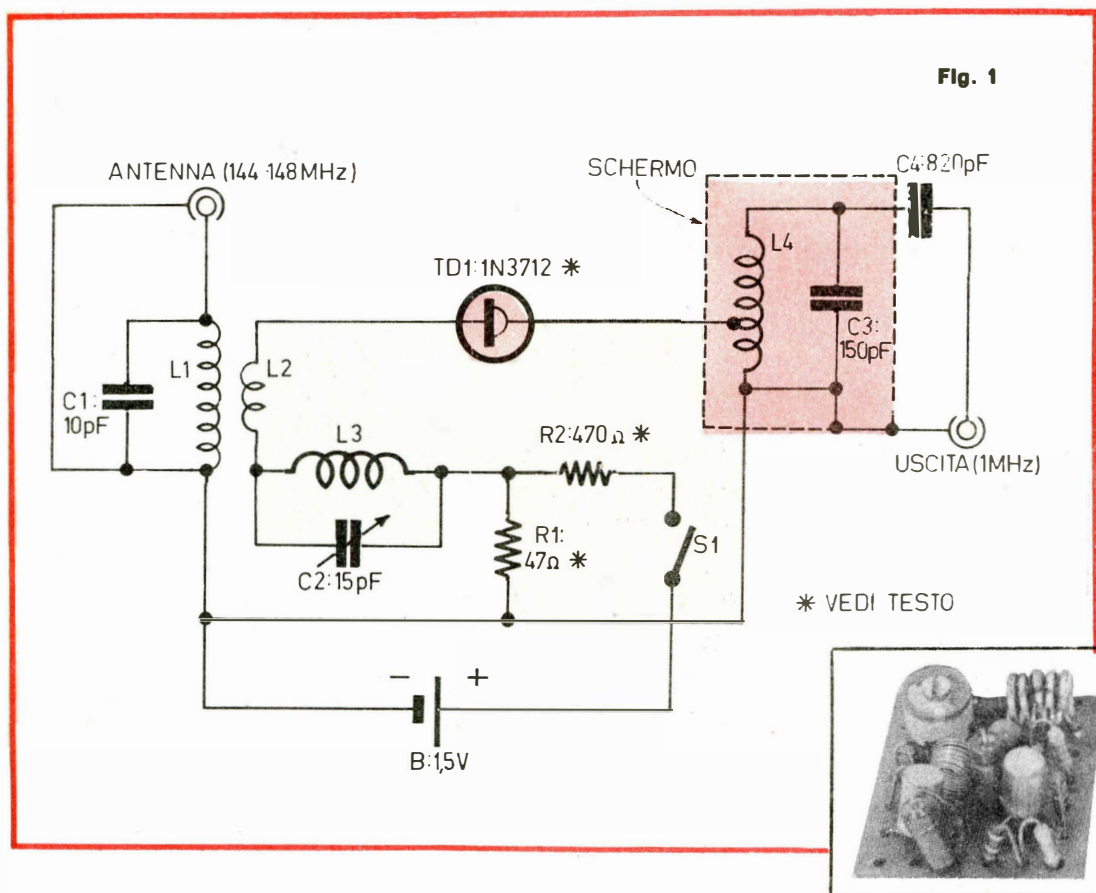 Fig. 1
ANTENNA (144÷148MHz)
SCHERMO
C4:820pF
TD1:1N3712 *
L4
C3:
150pF
L1
L2
C1:
10pF
L3
R2:470Ω *
USCITA (1MHz)
C2:15pF
R1:
47Ω *
S1
* VEDI TESTO
- +
B:1,5V